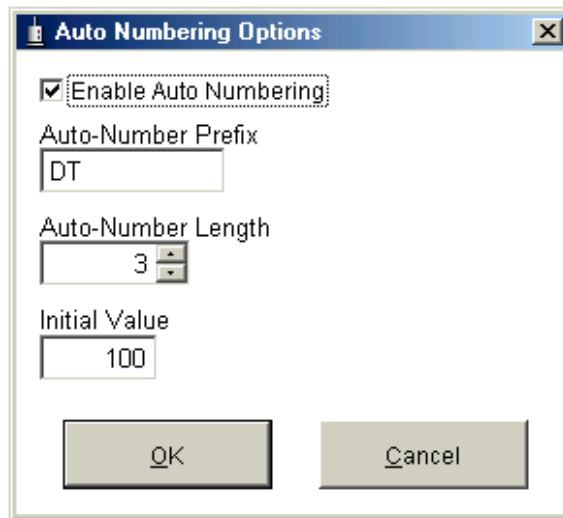 Auto Numbering Options
Enable Auto Numbering
Auto-Number Prefix
DT
Auto-Number Length
3
Initial Value
100
OK Cancel